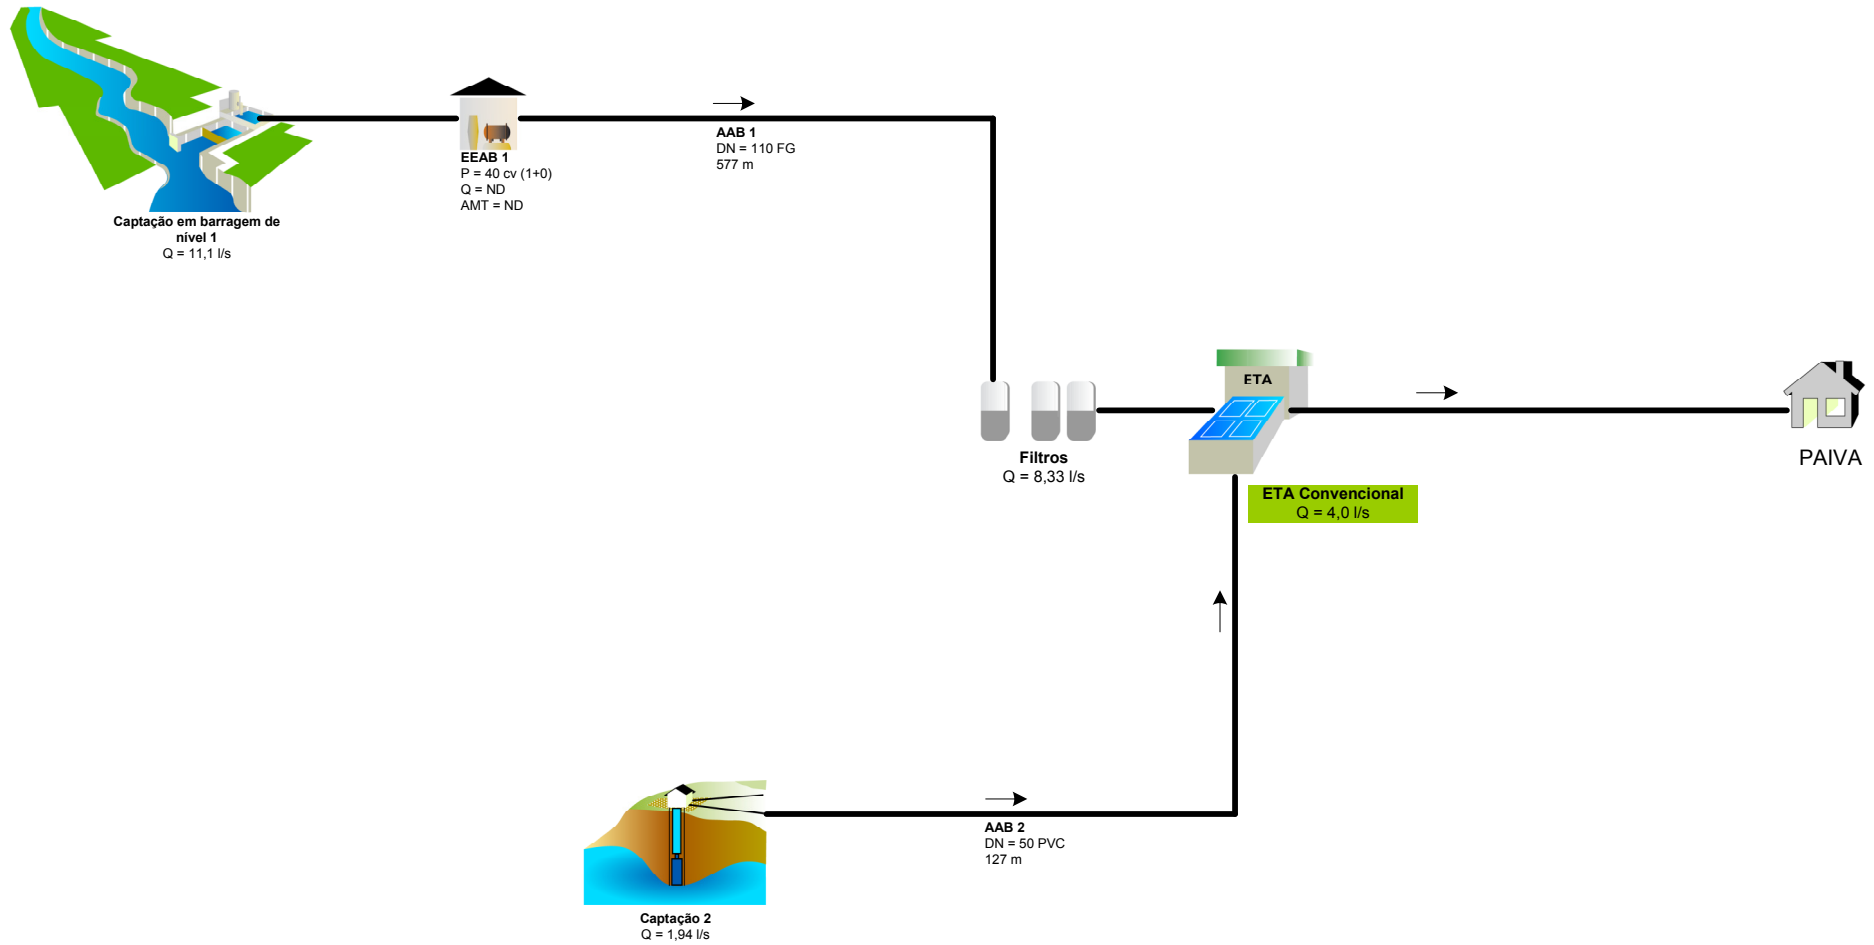 Captação em barragem de
nível 1
Q = 11,1 l/s
EEAB 1
P = 40 cv (1+0)
Q = ND
AMT = ND
AAB 1
DN = 110 FG
577 m
Filtros
Q = 8,33 l/s
ETA
ETA Convencional
Q = 4,0 l/s
PAIVA
Captação 2
Q = 1,94 l/s
AAB 2
DN = 50 PVC
127 m